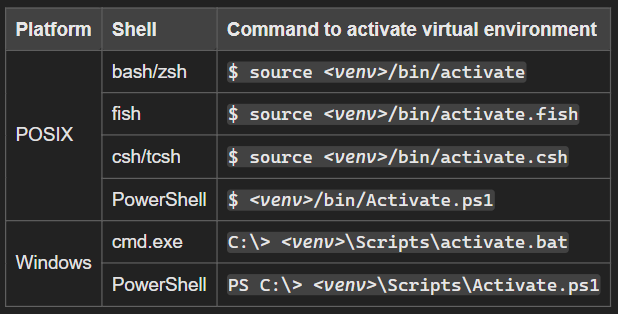 Platform Shell Command to activate virtual environment
POSIX
bash/zsh $ source <venv>/bin/activate
fish $ source <venv>/bin/activate.fish
csh/tcsh $ source <venv>/bin/activate.csh
PowerShell $ <venv>/bin/Activate.ps1
Windows
cmd.exe C:\> <venv>\Scripts\activate.bat
PowerShell PS C:\> <venv>\Scripts\Activate.ps1